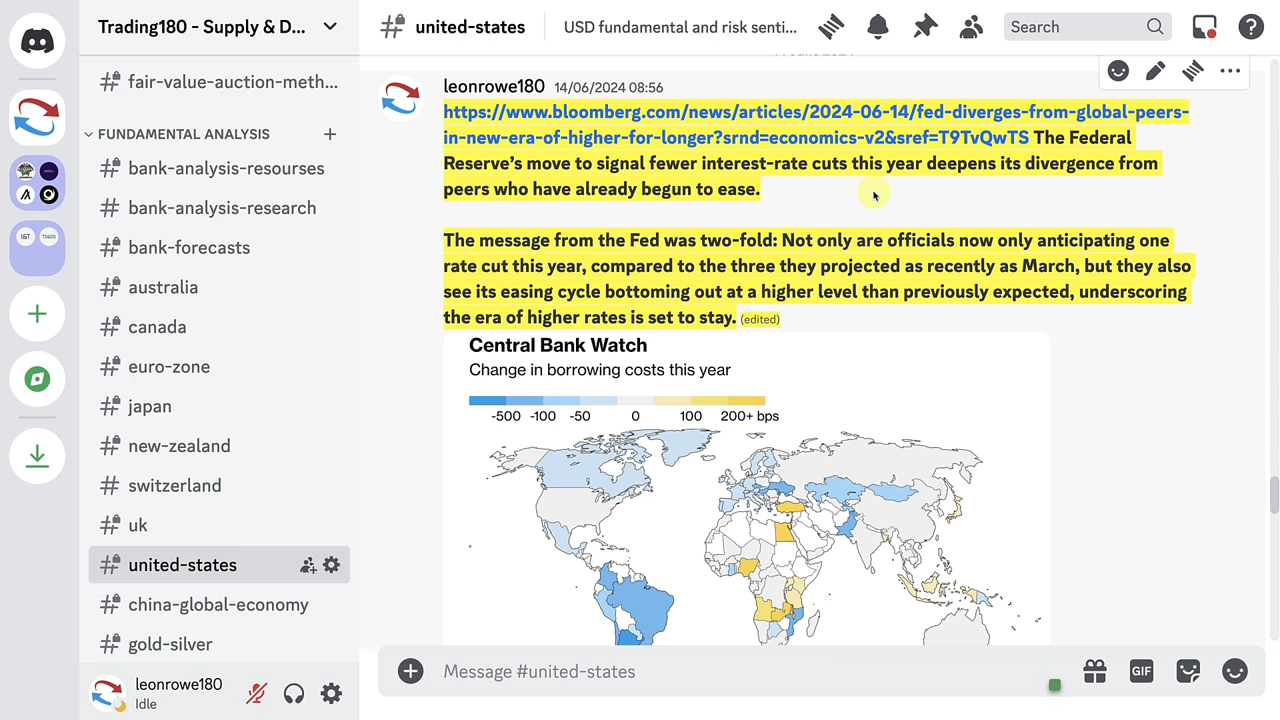 Trading180 - Supply & D...
fair-value-auction-meth...
FUNDAMENTAL ANALYSIS
bank-analysis-resourses
bank-analysis-research
bank-forecasts
australia
canada
euro-zone
japan
new-zealand
switzerland
uk
united-states
china-global-economy
gold-silver
leonrowe180
Idle
united-states
USD fundamental and risk senti...
Search
leonrowe180 14/06/2024 08:56
https://www.bloomberg.com/news/articles/2024-06-14/fed-diverges-from-global-peers-
in-new-era-of-higher-for-longer?srnd=economics-v2&sref=T9TvQwTS The Federal
Reserve’s move to signal fewer interest-rate cuts this year deepens its divergence from
peers who have already begun to ease.
The message from the Fed was two-fold: Not only are officials now only anticipating one
rate cut this year, compared to the three they projected as recently as March, but they also
see its easing cycle bottoming out at a higher level than previously expected, underscoring
the era of higher rates is set to stay. (edited)
Central Bank Watch
Change in borrowing costs this year
-500 -100 -50 0 100 200+ bps
Message #united-states
GIF